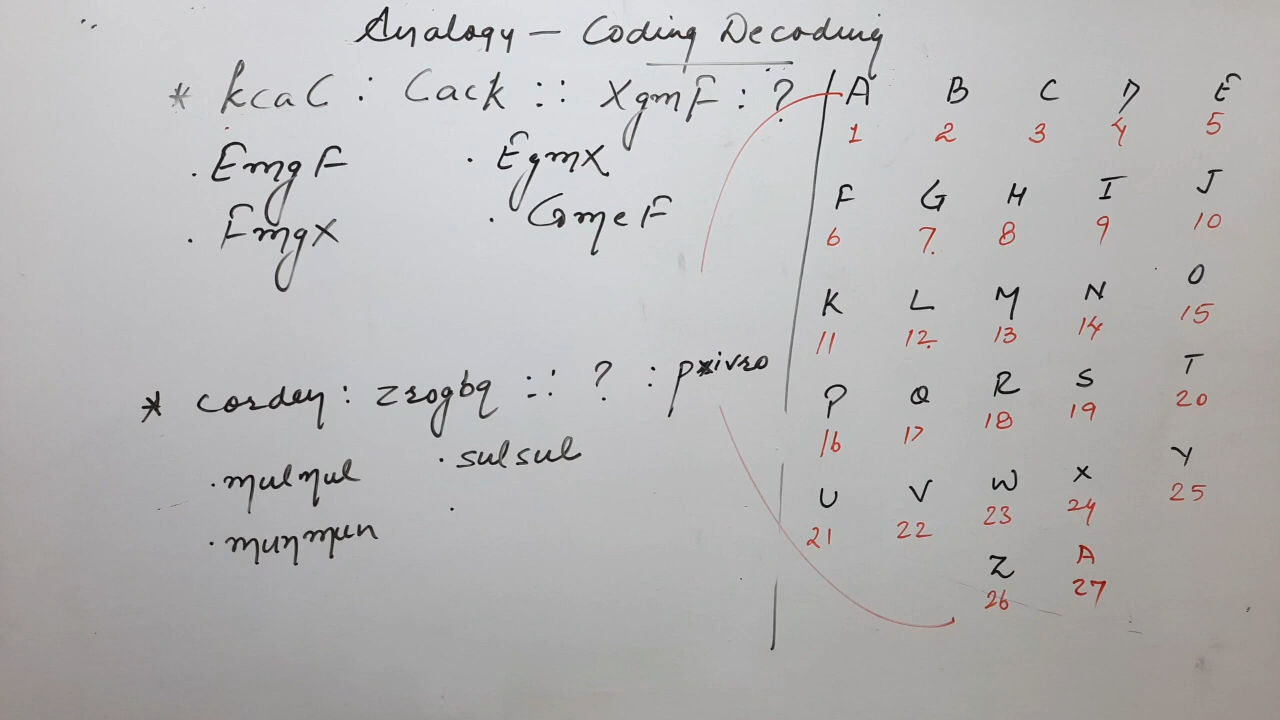 Analogy - Coding Decoding
* kcaC : Cack :: XgmF : ?
. EmgF . EgmX
. FmgX . GmeF
* cordey : zrogbq :: ? : pxivro
. mulmul . sulsul
. munmun .
A B C D E
1 2 3 4 5
F G H I J
6 7 8 9 10
K L M N O
11 12 13 14 15
P Q R S T
16 17 18 19 20
U V W X Y
21 22 23 24 25
Z A
26 27